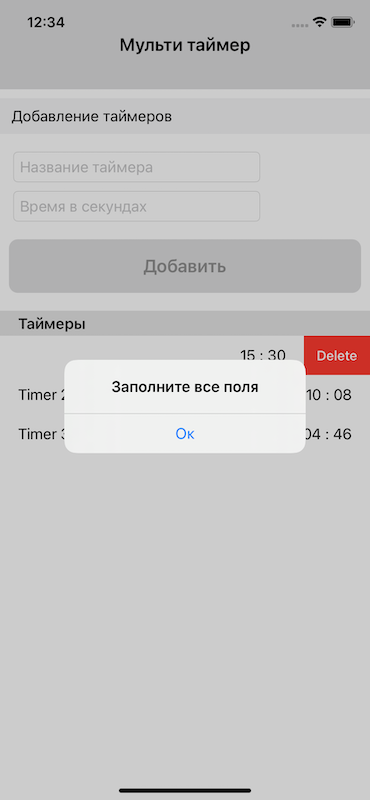 12:34
Мульти таймер
Добавление таймеров
Название таймера
Время в секундах
Добавить
Таймеры
15 : 30 Delete
Timer 2 10 : 08
Timer 3 04 : 46
Заполните все поля
Ок